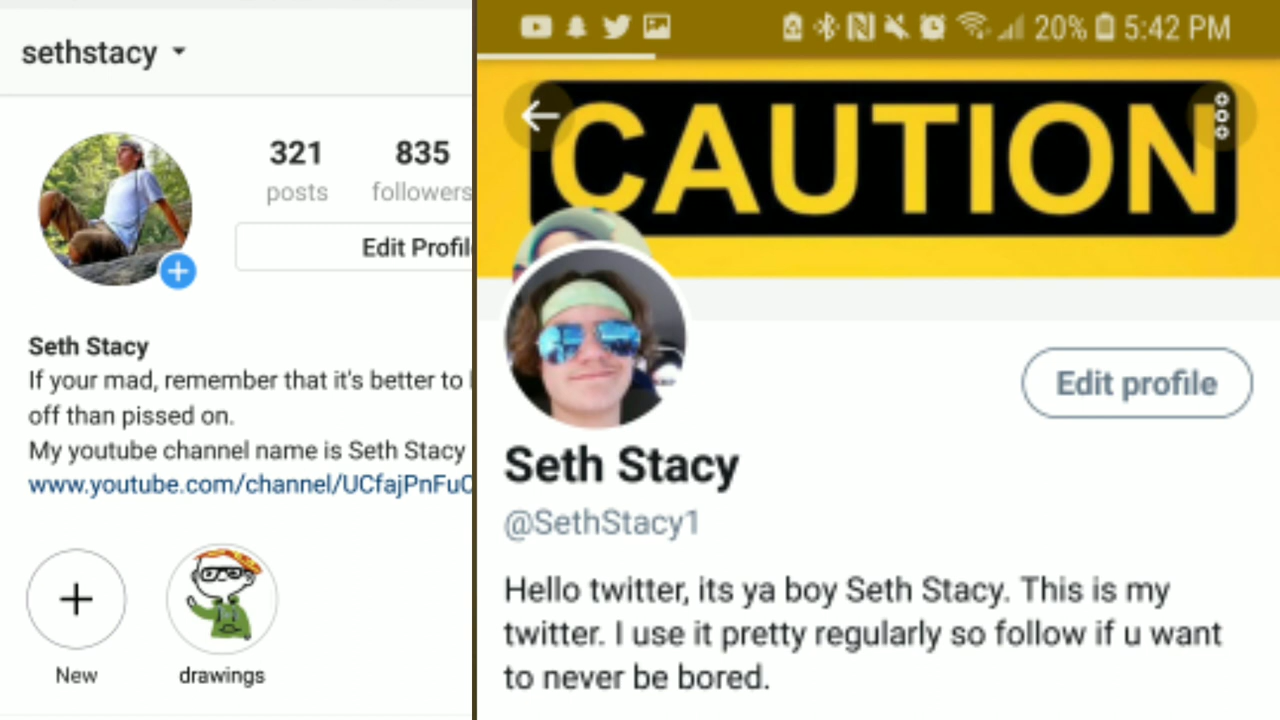 sethstacy
321
835
posts
followers
Edit
Seth Stacy
If your mad, remember that it's better to
off than pissed on.
My youtube channel name is Seth Stacy
www.youtube.com/channel/UCfajPnFu
New
drawings
20% 5:42 PM
CAUTION
Edit profile
Seth Stacy
@SethStacy1
Hello twitter, its ya boy Seth Stacy. This is my
twitter. I use it pretty regularly so follow if u want
to never be bored.